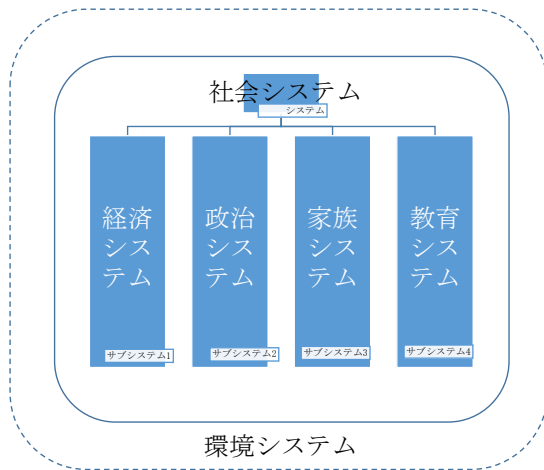 社会システム
システム
経済
シス
テム
政治
シス
テム
家族
シス
テム
教育
シス
テム
サブシステム1
サブシステム2
サブシステム3
サブシステム4
環境システム